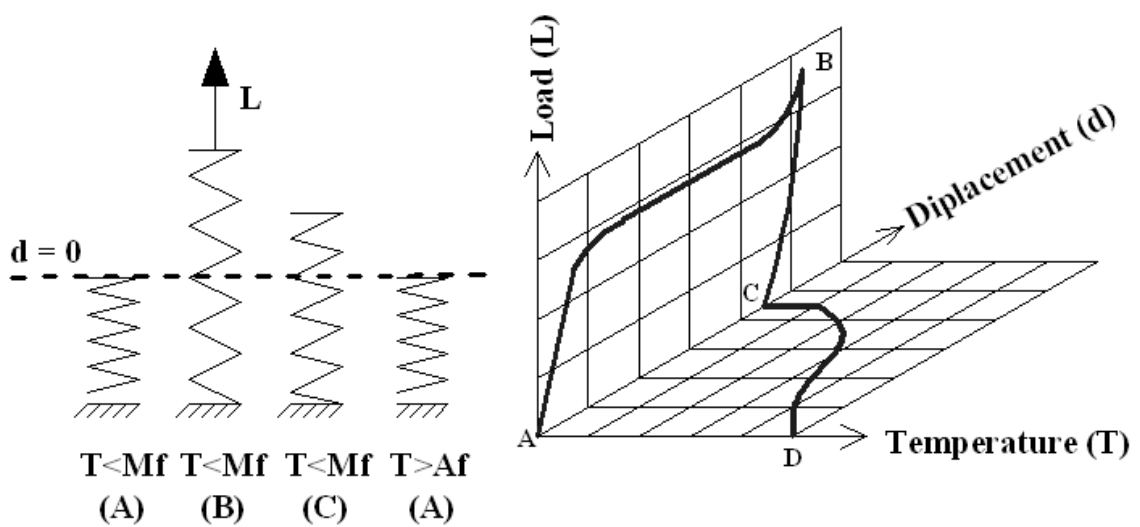 L
d = 0
T<Mf T<Mf T<Mf T>Af
(A) (B) (C) (A)
Load (L)
B
Diplacement (d)
C
A
D
Temperature (T)